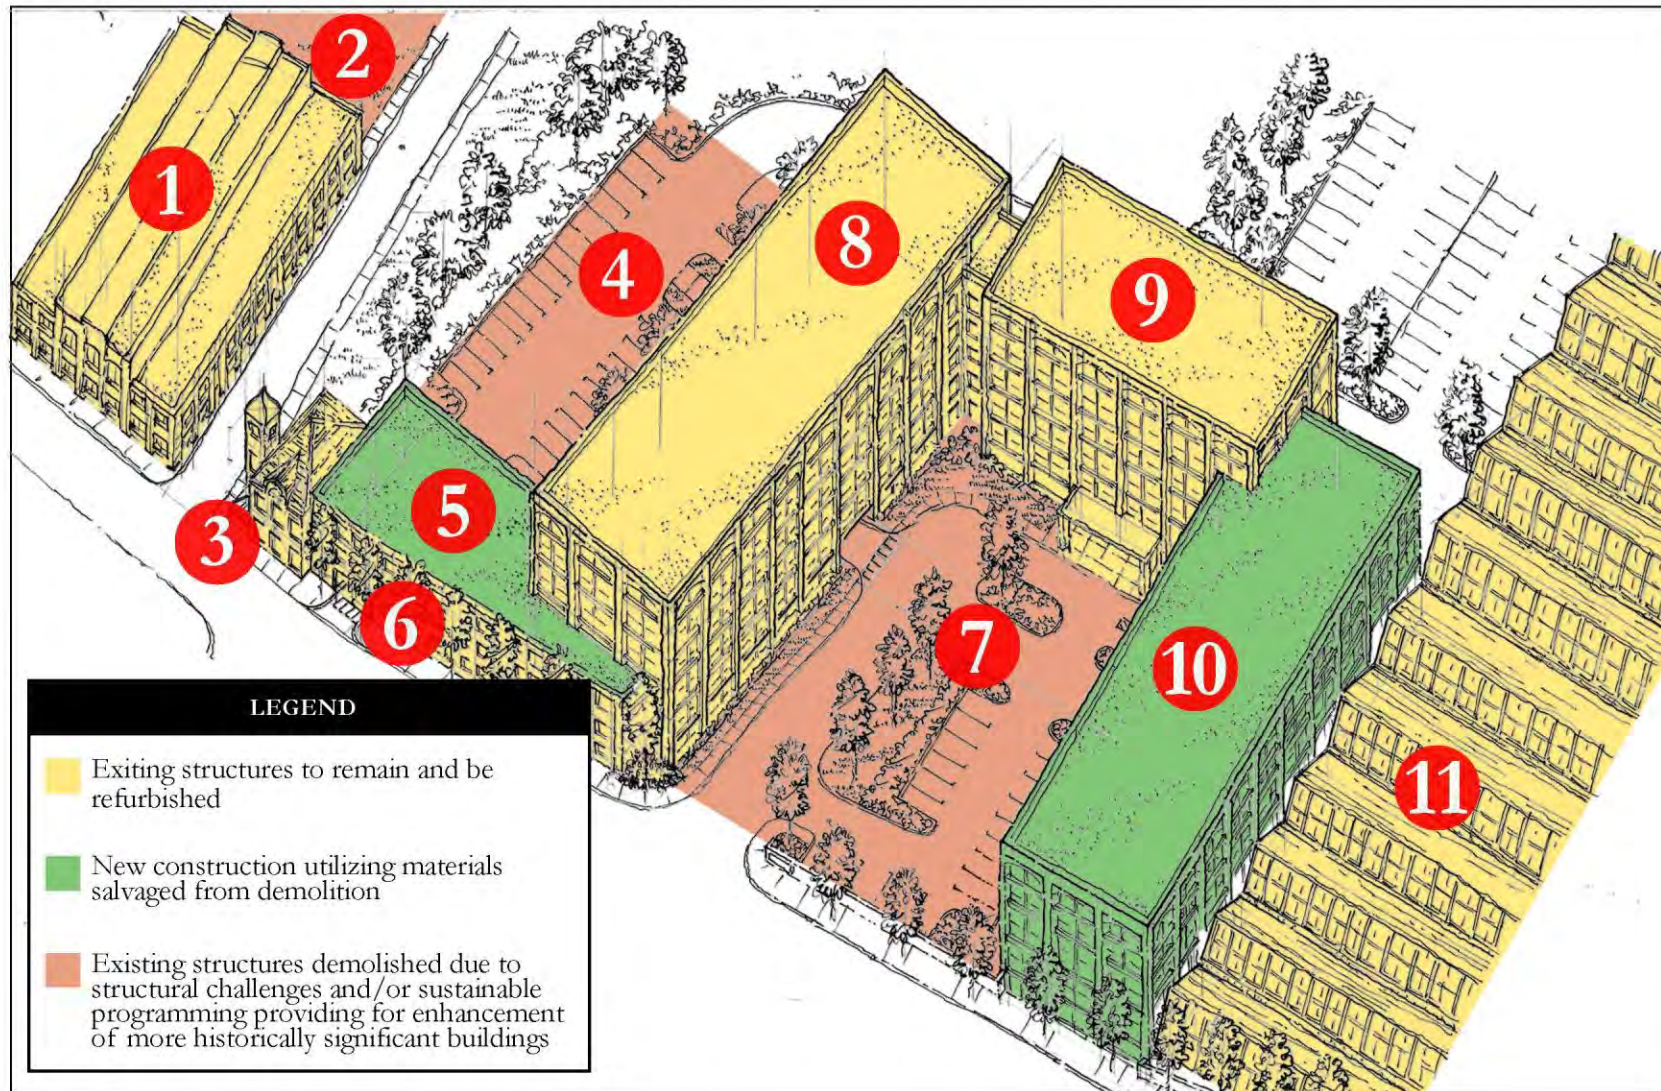 2
1
8
4
9
5
3
6
7
10
11
LEGEND
Exiting structures to remain and be
refurbished
New construction utilizing materials
salvaged from demolition
Existing structures demolished due to
structural challenges and/or sustainable
programming providing for enhancement
of more historically significant buildings